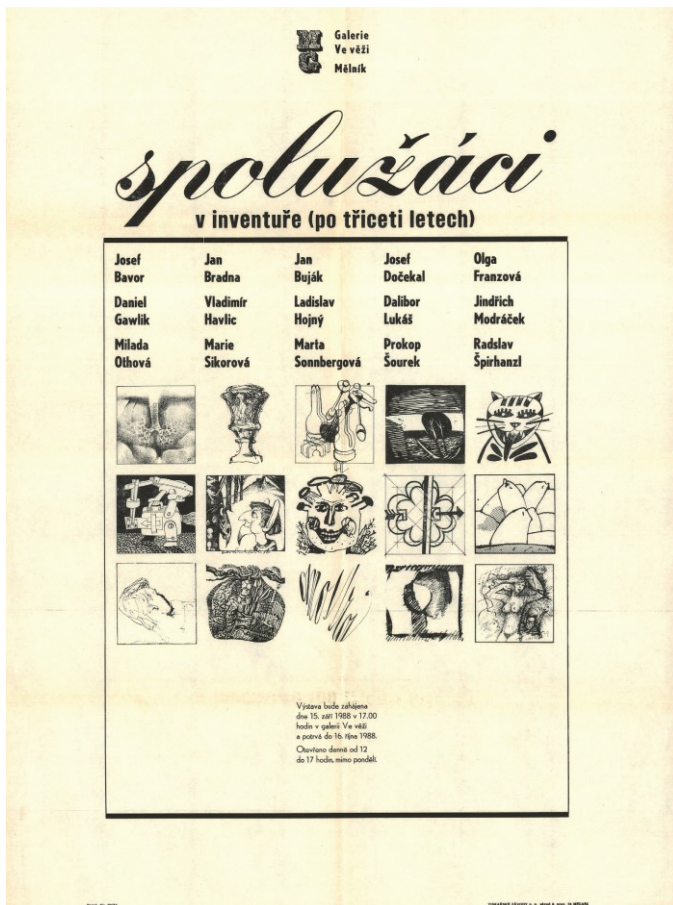 MG
Galerie
Ve věži
Mělník
spolužáci
v inventuře (po třiceti letech)
Josef Bavor
Jan Bradna
Jan Buják
Josef Dočekal
Olga Franzová
Daniel Gawlik
Vladimír Havlic
Ladislav Hojný
Dalibor Lukáš
Jindřich Modráček
Milada Othová
Marie Sikorová
Marta Sonnbergová
Prokop Šourek
Radslav Špirhanzl
Výstava bude zahájena
dne 15. září 1988 v 17.00
hodin v galerii Ve věži
a potrvá do 16. října 1988.
Otevřeno denně od 12
do 17 hodin, mimo pondělí.